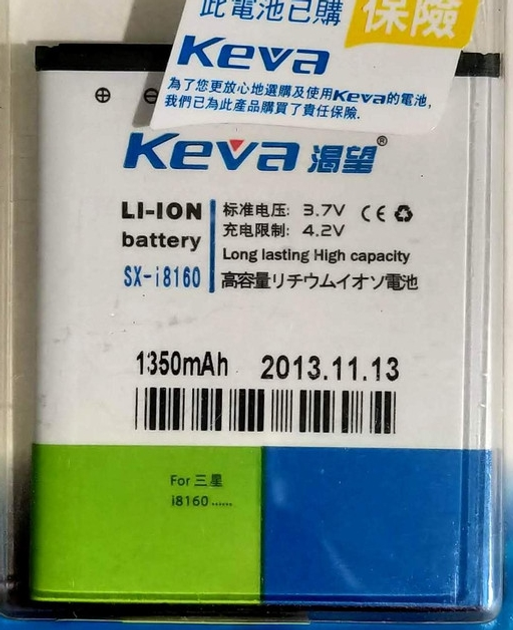 此電池已購 保險
Keva
為了您更放心地選購及使用Keva的電池,
我們已為此產品購買了責任保險.
Keva 渴望®
LI-ION
battery
SX-i8160
标准电压: 3.7V
充电限制: 4.2V
Long lasting High capacity
高容量リチウムイオソ電池
1350mAh 2013.11.13
For 三星
i8160......